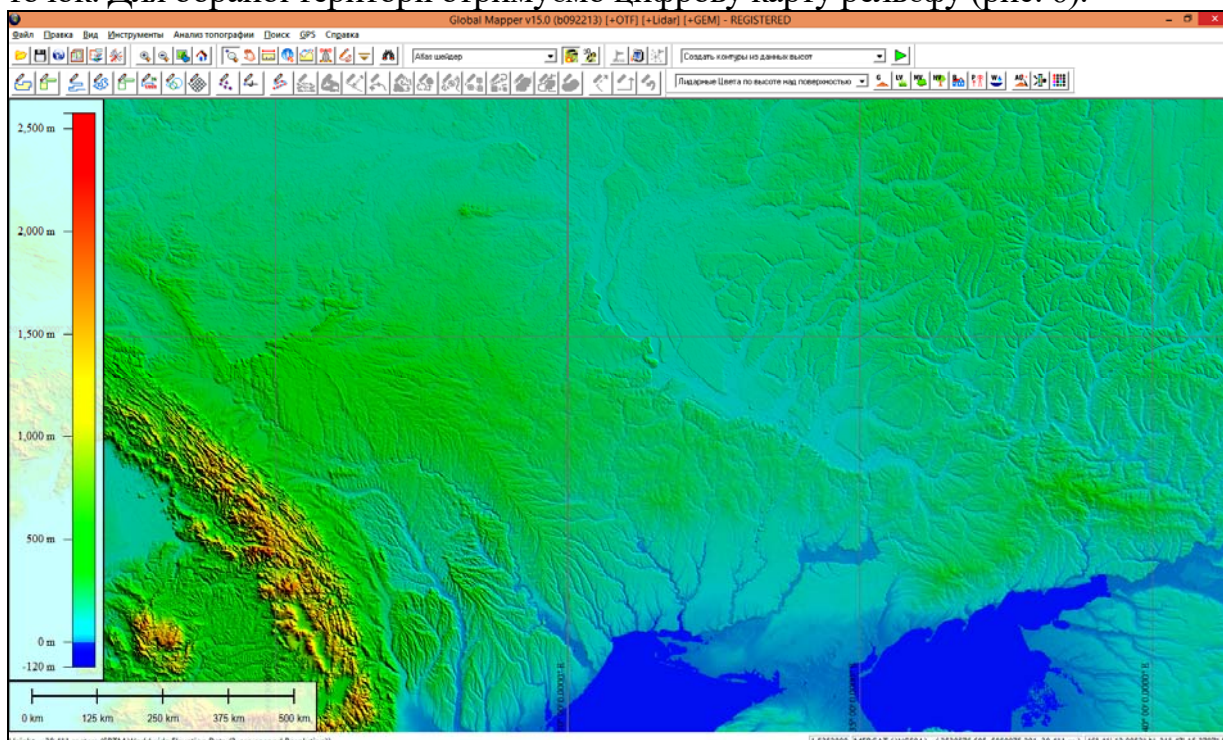 точок. Для обраної території отримуємо цифрову карту рельєфу (рис. 6).
Global Mapper v15.0 (b092213) [+OTF] [+Lidar] [+GEM] - REGISTERED
Файл Правка Вид Инструменты Анализ топографии Поиск GPS Справка
Атлас шейдер Создать контуры из данных высот
Лидарные Цвета по высоте над поверхностью
2,500 m
2,000 m
1,500 m
1,000 m
500 m
0 m
-120 m
0 km 125 km 250 km 375 km 500 km